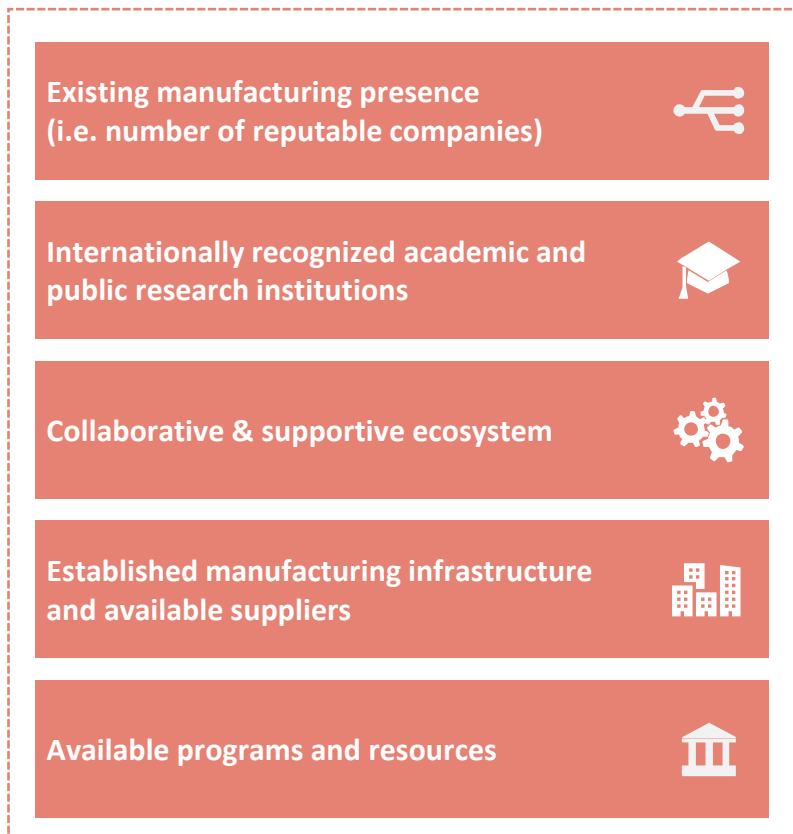 Existing manufacturing presence
(i.e. number of reputable companies)
Internationally recognized academic and
public research institutions
Collaborative & supportive ecosystem
Established manufacturing infrastructure
and available suppliers
Available programs and resources